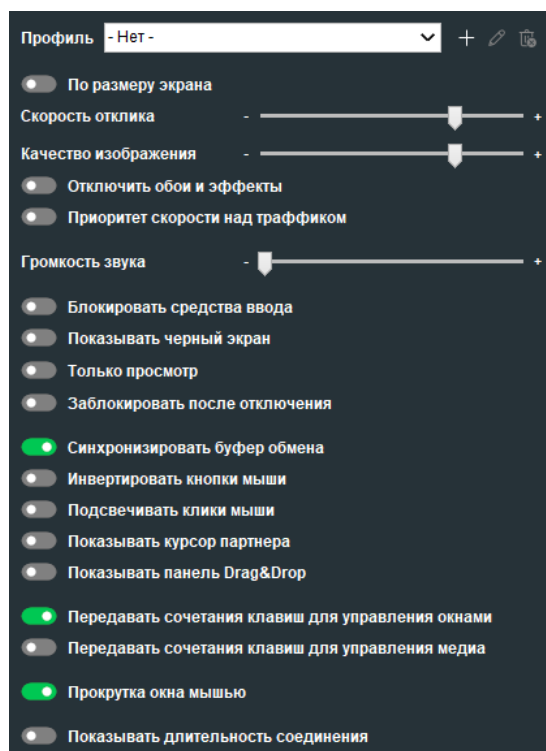 Профиль - Нет -
По размеру экрана
Скорость отклика - +
Качество изображения - +
Отключить обои и эффекты
Приоритет скорости над траффиком
Громкость звука - +
Блокировать средства ввода
Показывать черный экран
Только просмотр
Заблокировать после отключения
Синхронизировать буфер обмена
Инвертировать кнопки мыши
Подсвечивать клики мыши
Показывать курсор партнера
Показывать панель Drag&Drop
Передавать сочетания клавиш для управления окнами
Передавать сочетания клавиш для управления медиа
Прокрутка окна мышью
Показывать длительность соединения